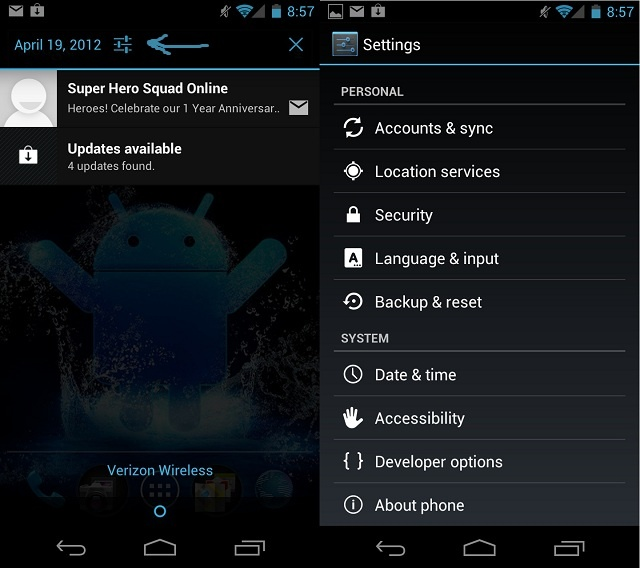 8:57
April 19, 2012
Super Hero Squad Online
Heroes! Celebrate our 1 Year Anniversar..
Updates available
4 updates found.
Verizon Wireless
8:57
Settings
PERSONAL
Accounts & sync
Location services
Security
A
Language & input
Backup & reset
SYSTEM
Date & time
Accessibility
{ } Developer options
About phone